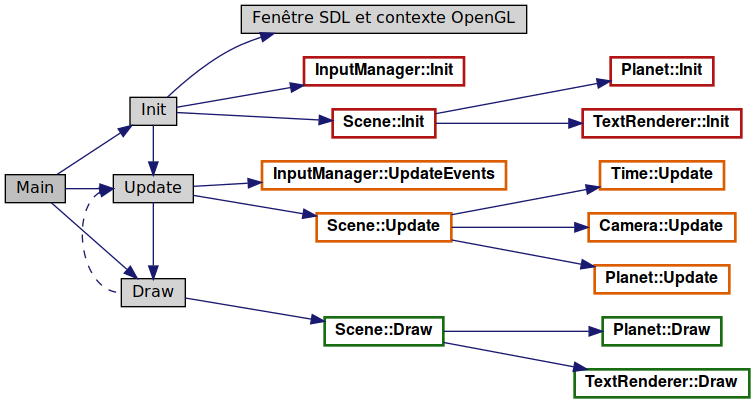 Fenêtre SDL et contexte OpenGL
InputManager::Init
Planet::Init
Init
Scene::Init
TextRenderer::Init
Main
Update
InputManager::UpdateEvents
Time::Update
Scene::Update
Camera::Update
Planet::Update
Draw
Scene::Draw
Planet::Draw
TextRenderer::Draw